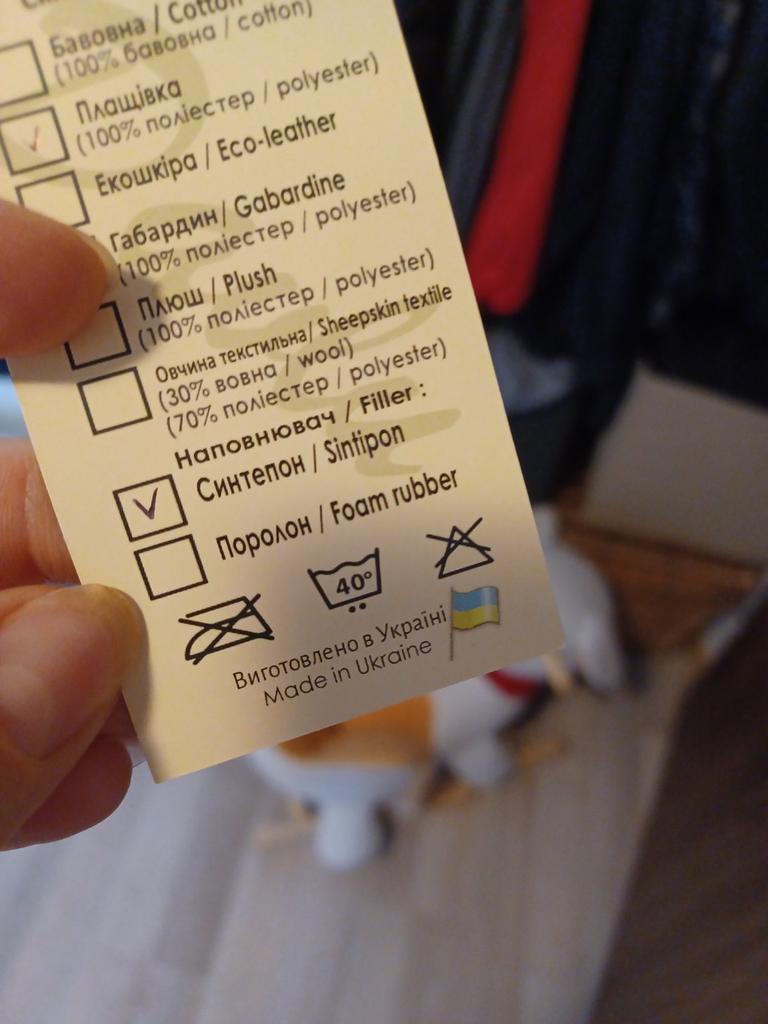 Бавовна / Cotton
(100% бавовна / cotton)
Плащівка
(100% поліестер / polyester)
Екошкіра / Eco-leather
Габардин / Gabardine
(100% поліестер / polyester)
Плюш / Plush
(100% поліестер / polyester)
Овчина текстильна/ Sheepskin textile
(30% вовна / wool)
(70% поліестер / polyester)
Наповнювач / Filler :
Синтепон / Sintipon
Поролон / Foam rubber
40°
Виготовлено в Україні
Made in Ukraine